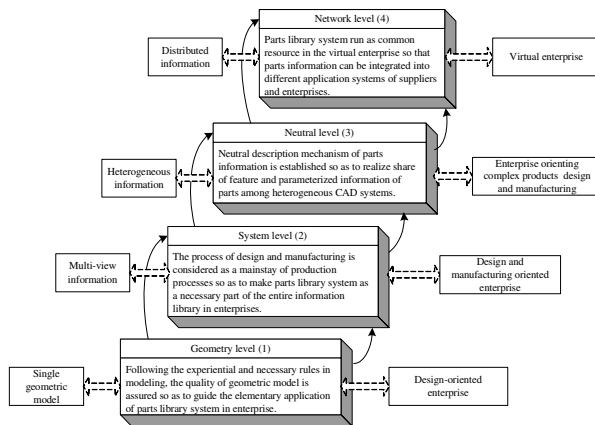 Network level (4)
Parts library system run as common
resource in the virtual enterprise so that
parts information can be integrated into
different application systems of suppliers
and enterprises.
Distributed
information
Virtual enterprise
Neutral level (3)
Neutral description mechanism of parts
information is established so as to realize share
of feature and parameterized information of
parts among heterogeneous CAD systems.
Heterogeneous
information
Enterprise orienting
complex products design
and manufacturing
System level (2)
The process of design and manufacturing is
considered as a mainstay of production
processes so as to make parts library system as
a necessary part of the entire information
library in enterprises.
Multi-view
information
Design and
manufacturing oriented
enterprise
Geometry level (1)
Following the experiential and necessary rules in
modeling, the quality of geometric model is
assured so as to guide the elementary application
of parts library system in enterprise.
Single
geometric
model
Design-oriented
enterprise